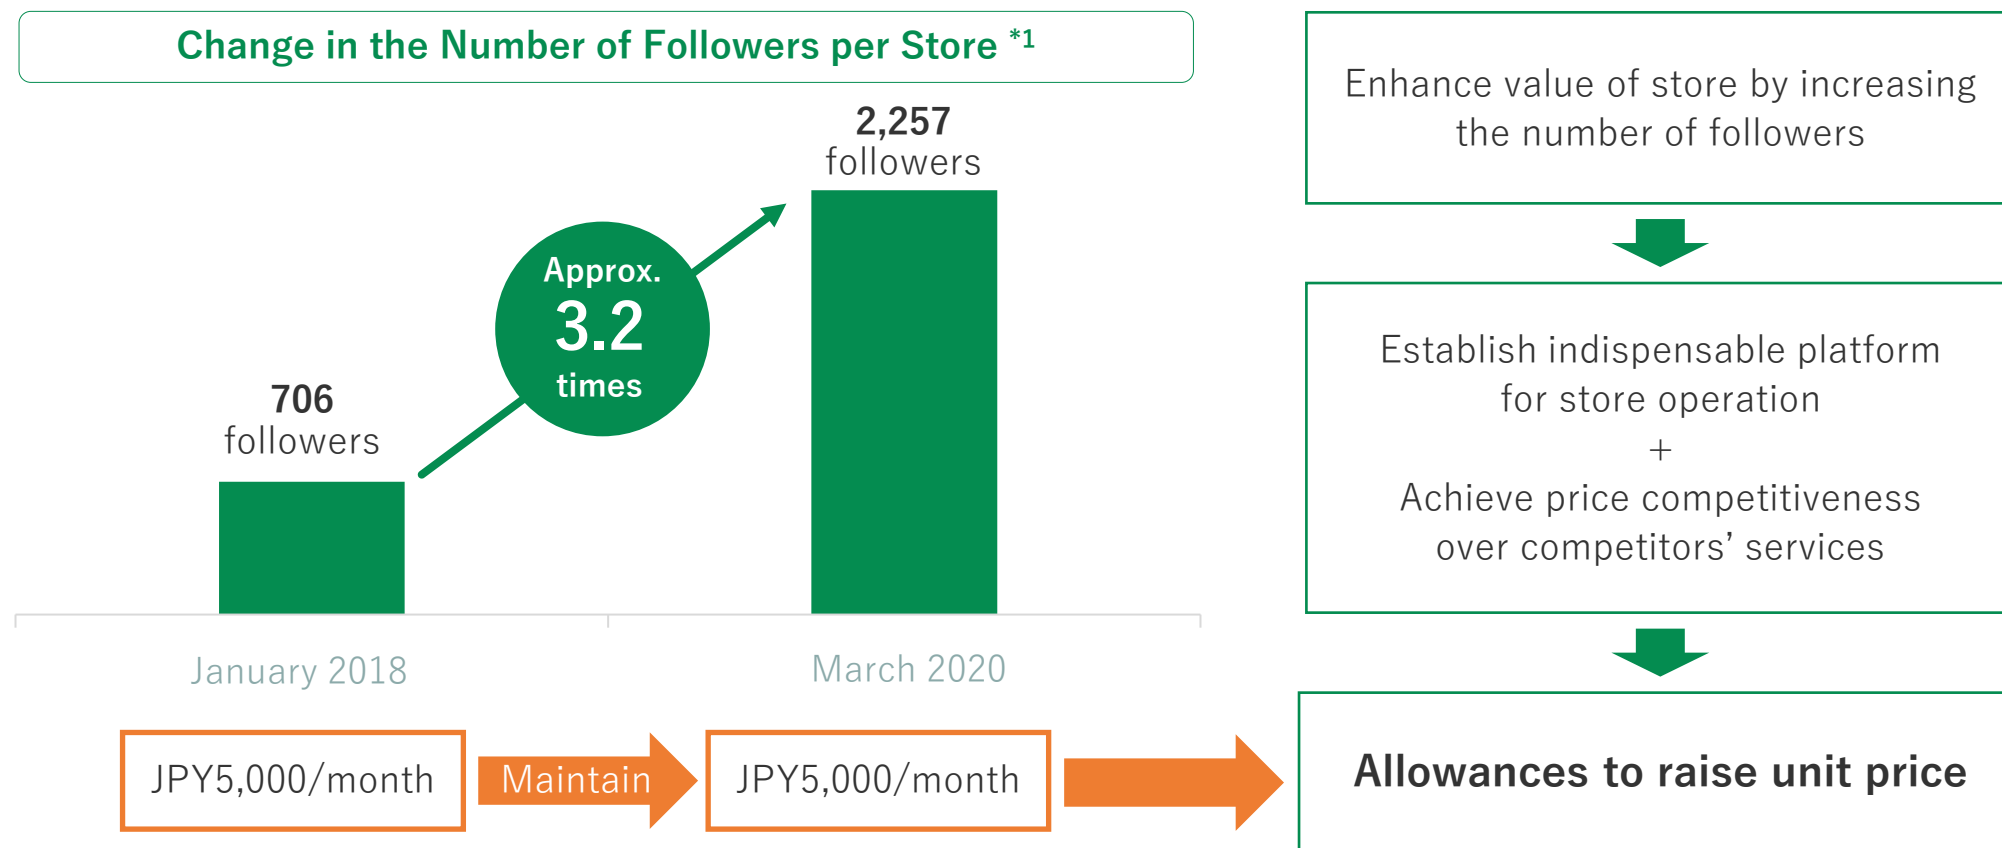 Change in the Number of Followers per Store *1
706
followers
Approx.
3.2
times
2,257
followers
January 2018
March 2020
JPY5,000/month
Maintain
JPY5,000/month
Enhance value of store by increasing
the number of followers
Establish indispensable platform
for store operation
+
Achieve price competitiveness
over competitors’ services
Allowances to raise unit price